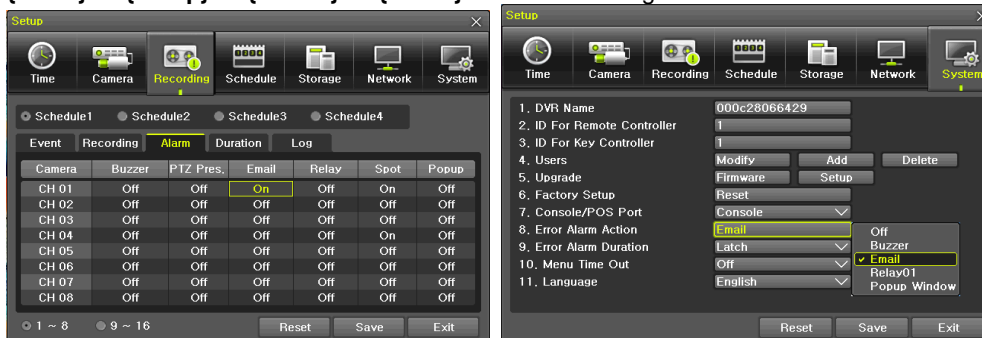 Setup
Time Camera Recording Schedule Storage Network System
Schedule1 Schedule2 Schedule3 Schedule4
Event Recording Alarm Duration Log
Camera Buzzer PTZ Pres. Email Relay Spot Popup
CH 01 Off Off On Off On Off
CH 02 Off Off Off Off Off Off
CH 03 Off Off Off Off Off Off
CH 04 Off Off Off Off On Off
CH 05 Off Off Off Off Off Off
CH 06 Off Off Off Off Off Off
CH 07 Off Off Off Off Off Off
CH 08 Off Off Off Off Off Off
1 ~ 8 9 ~ 16 Reset Save Exit
Setup
Time Camera Recording Schedule Storage Network System
1. DVR Name 000c28066429
2. ID For Remote Controller 1
3. ID For Key Controller 1
4. Users Modify Add Delete
5. Upgrade Firmware Setup
6. Factory Setup Reset
7. Console/POS Port Console
8. Error Alarm Action Email
9. Error Alarm Duration Latch
10. Menu Time Out Off
11. Language English
Off
Buzzer
Email
Relay01
Popup Window
Reset Save Exit